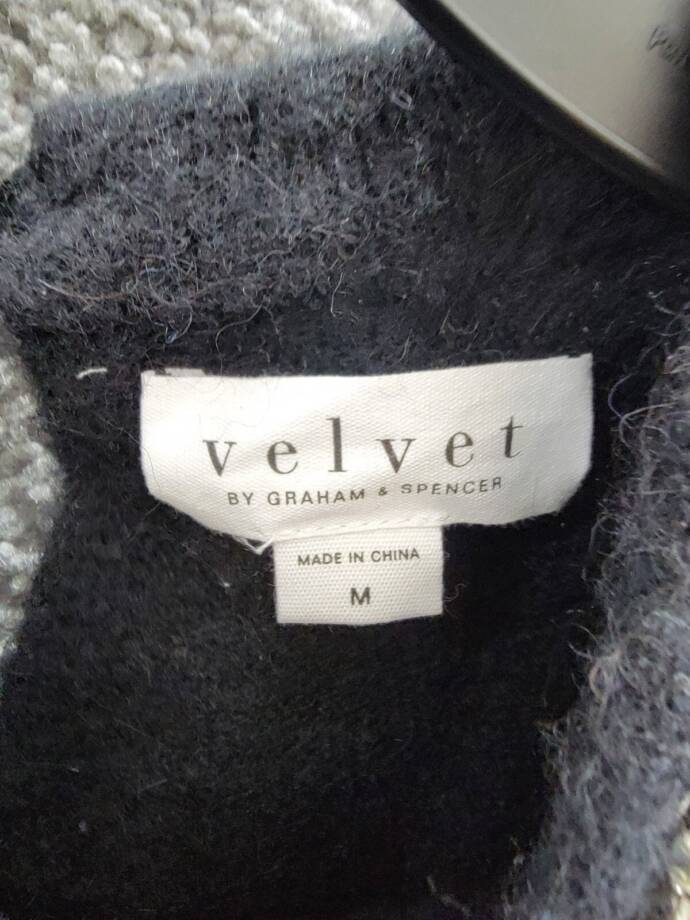 velvet
BY GRAHAM & SPENCER
MADE IN CHINA
M